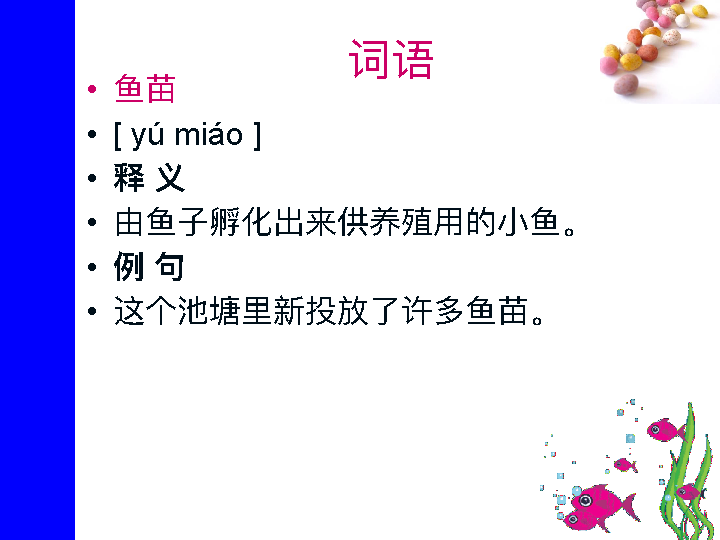 词语
• 鱼苗
• [ yú miáo ]
• 释 义
• 由鱼子孵化出来供养殖用的小鱼。
• 例 句
• 这个池塘里新投放了许多鱼苗。